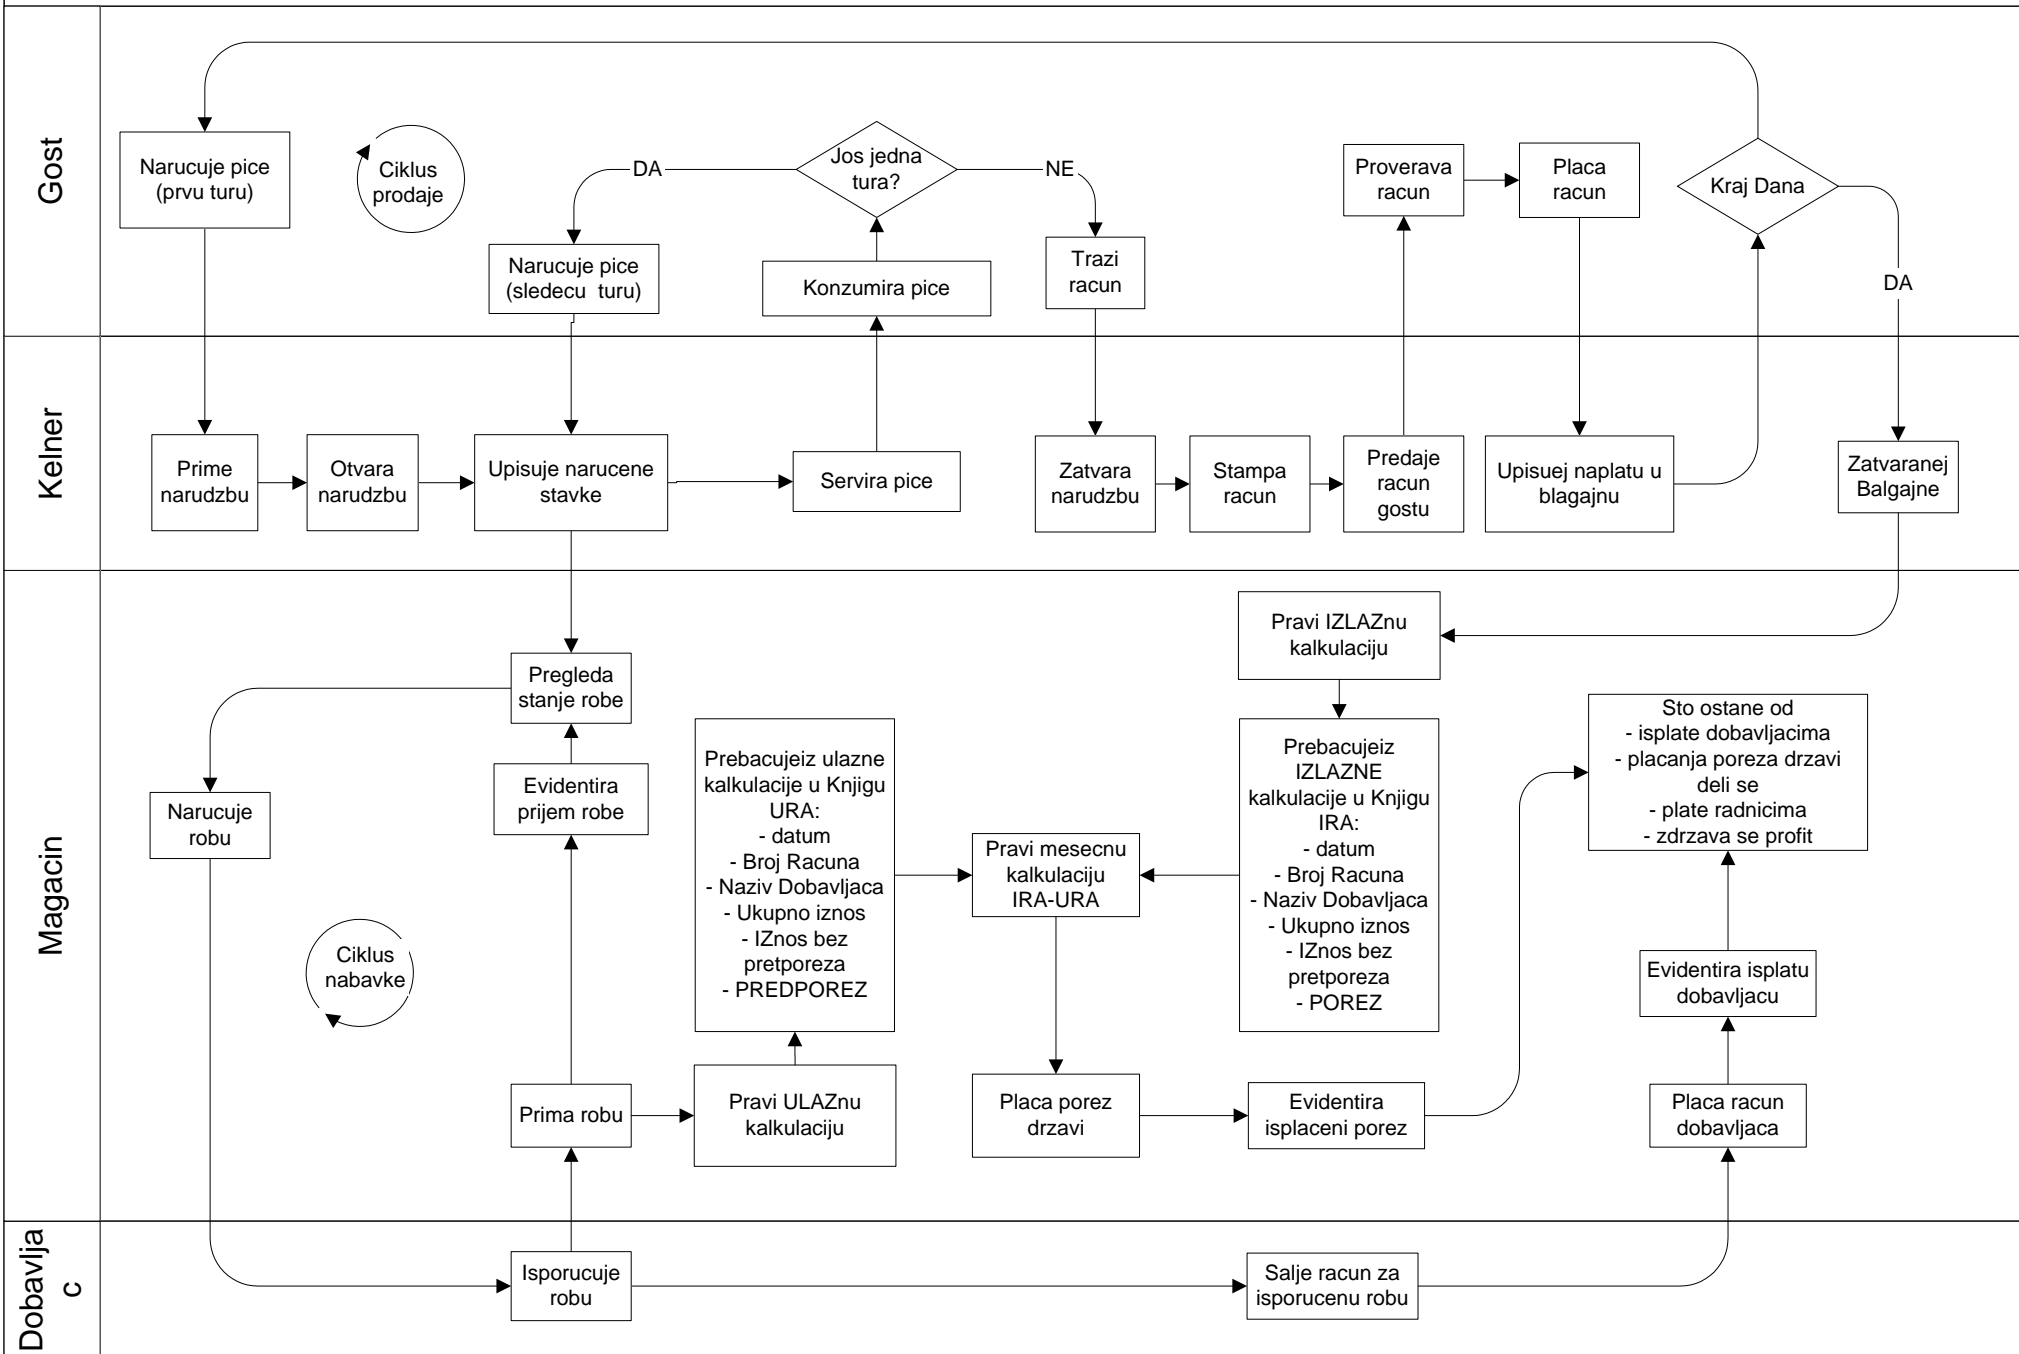 Gost
Narucuje pice
(prvu turu)
Ciklus
prodaje
DA
Jos jedna
tura?
NE
Narucuje pice
(sledecu turu)
Konzumira pice
Trazi
racun
Proverava
racun
Placa
racun
Kraj Dana
DA
Kelner
Prime
narudzbu
Otvara
narudzbu
Upisuje narucene
stavke
Servira pice
Zatvara
narudzbu
Stampa
racun
Predaje
racun
gostu
Upisuej naplatu u
blagajnu
Zatvaranej
Balgajne
Magacin
Pregleda
stanje robe
Narucuje
robu
Evidentira
prijem robe
Ciklus
nabavke
Prima robu
Prebacujeiz ulazne
kalkulacije u Knjigu
URA:
- datum
- Broj Racuna
- Naziv Dobavljaca
- Ukupno iznos
- IZnos bez
pretporeza
- PREDPOREZ
Pravi ULAZnu
kalkulaciju
Pravi mesecnu
kalkulaciju
IRA-URA
Placa porez
drzavi
Pravi IZLAZnu
kalkulaciju
Prebacujeiz
IZLAZNE
kalkulacije u Knjigu
IRA:
- datum
- Broj Racuna
- Naziv Dobavljaca
- Ukupno iznos
- IZnos bez
pretporeza
- POREZ
Evidentira
isplaceni porez
Sto ostane od
- isplate dobavljacima
- placanja poreza drzavi
deli se
- plate radnicima
- zdrzava se profit
Evidentira isplatu
dobavljacu
Placa racun
dobavljaca
Dobavlja
c
Isporucuje
robu
Salje racun za
isporucenu robu